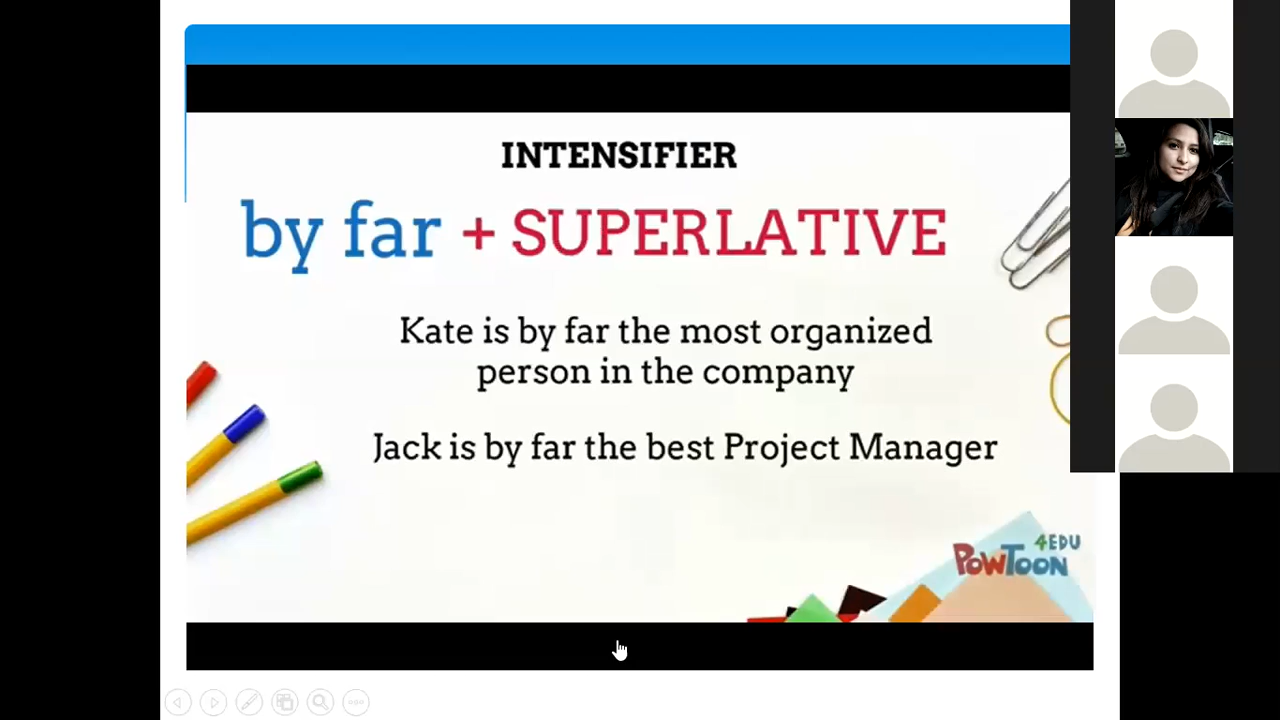 INTENSIFIER
by far + SUPERLATIVE
Kate is by far the most organized
person in the company
Jack is by far the best Project Manager
4EDU
POWTOON